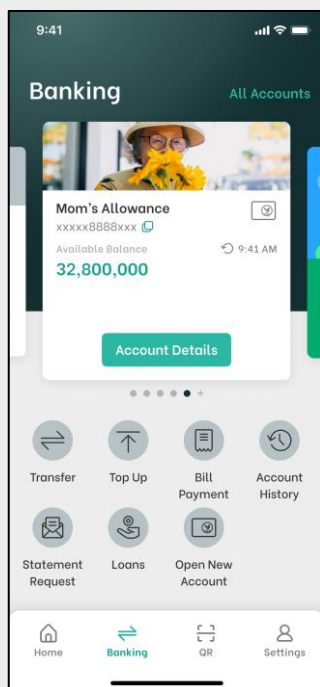 9:41
Banking
All Accounts
Mom's Allowance
xxxxx8888xxx
Available Balance
9:41 AM
32,800,000
Account Details
Transfer
Top Up
Bill
Payment
Account
History
Statement
Request
Loans
Open New
Account
Home
Banking
QR
Settings